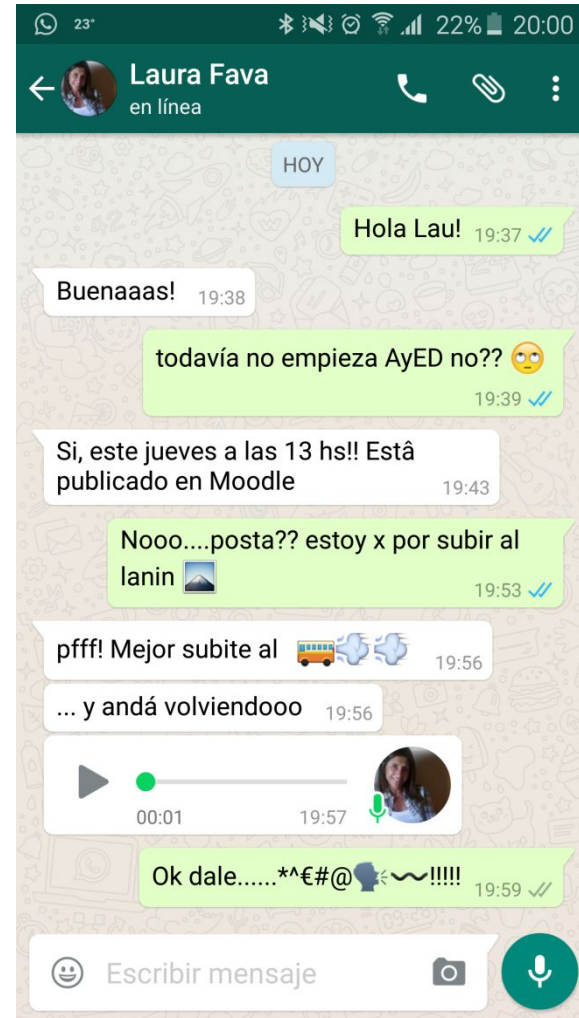 23° 22% 20:00
Laura Fava
en línea
HOY
Hola Lau! 19:37
Buenaaas! 19:38
todavía no empieza AyED no?? 🙄
19:39
Si, este jueves a las 13 hs!! Estâ
publicado en Moodle 19:43
Nooo....posta?? estoy x por subir al
lanin 🗻 19:53
pfff! Mejor subite al 🚌💨💨 19:56
... y andá volviendooo 19:56
00:01 19:57
Ok dale......*^€#@🗣〰!!!!! 19:59
Escribir mensaje